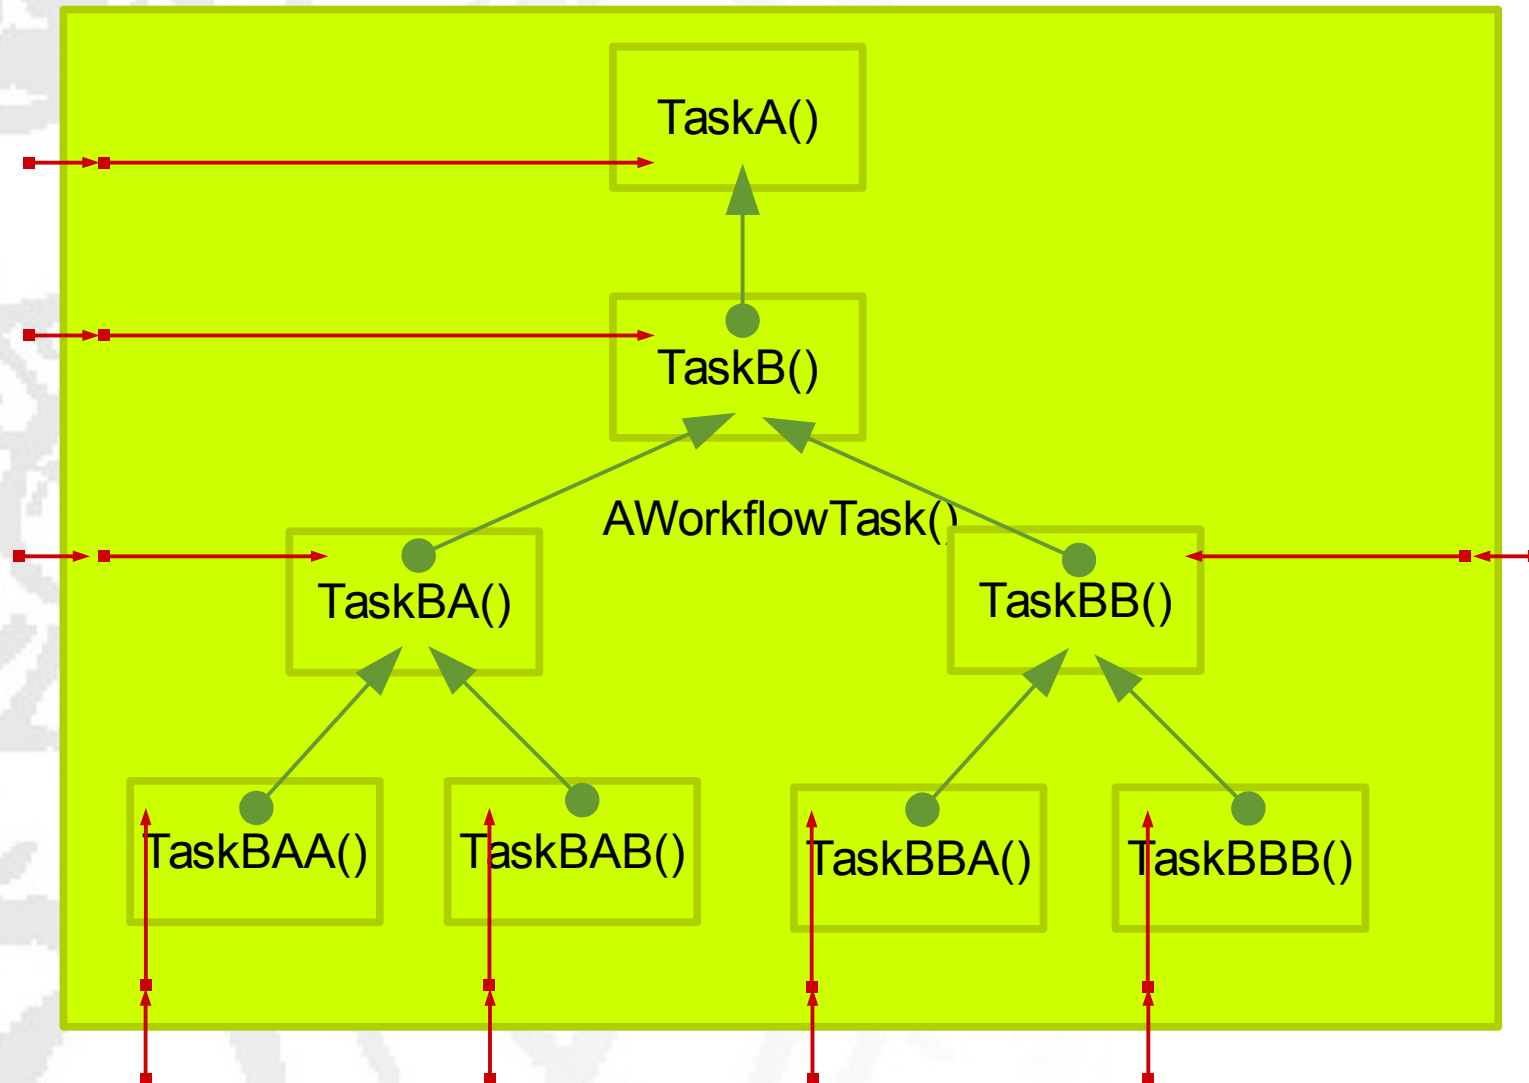 TaskA()
TaskB()
AWorkflowTask()
TaskBA()
TaskBB()
TaskBAA()
TaskBAB()
TaskBBA()
TaskBBB()